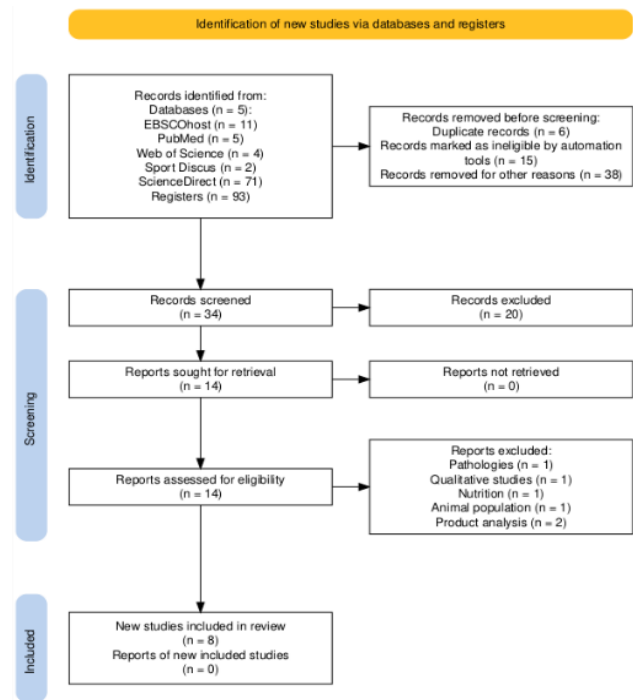 Identification of new studies via databases and registers
Identification
Records identified from:
Databases (n = 5):
EBSCOhost (n = 11)
PubMed (n = 5)
Web of Science (n = 4)
Sport Discus (n = 2)
ScienceDirect (n = 71)
Registers (n = 93)
Records removed before screening:
Duplicate records (n = 6)
Records marked as ineligible by automation
tools (n = 15)
Records removed for other reasons (n = 38)
Screening
Records screened
(n = 34)
Records excluded
(n = 20)
Reports sought for retrieval
(n = 14)
Reports not retrieved
(n = 0)
Reports assessed for eligibility
(n = 14)
Reports excluded:
Pathologies (n = 1)
Qualitative studies (n = 1)
Nutrition (n = 1)
Animal population (n = 1)
Product analysis (n = 2)
Included
New studies included in review
(n = 8)
Reports of new included studies
(n = 0)